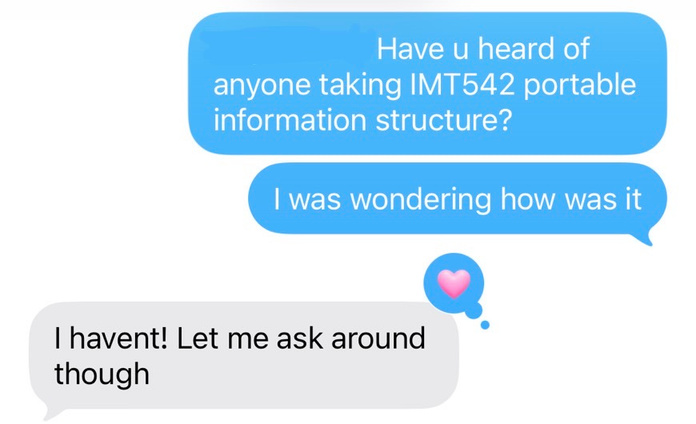 Have u heard of
anyone taking IMT542 portable
information structure?
I was wondering how was it
I havent! Let me ask around
though